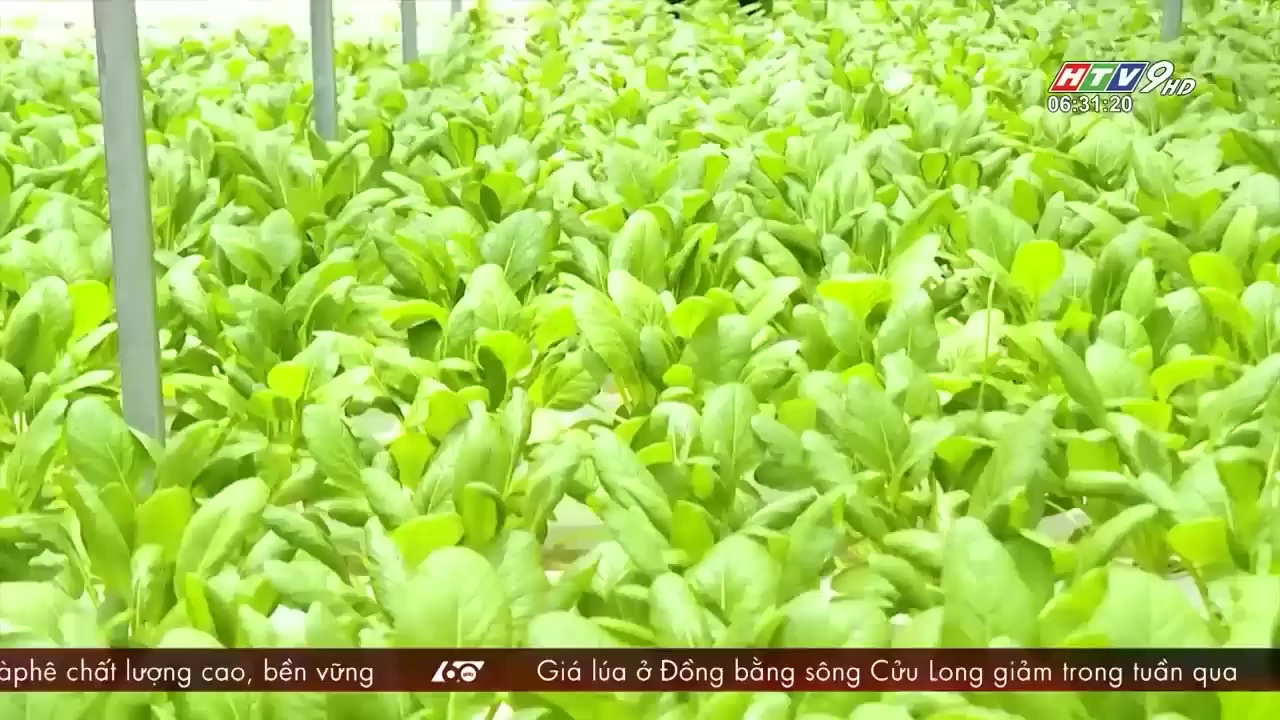 HTV9HD
06:31:20
àphê chất lượng cao, bền vững 60 Giá lúa ở Đồng bằng sông Cửu Long giảm trong tuần qua